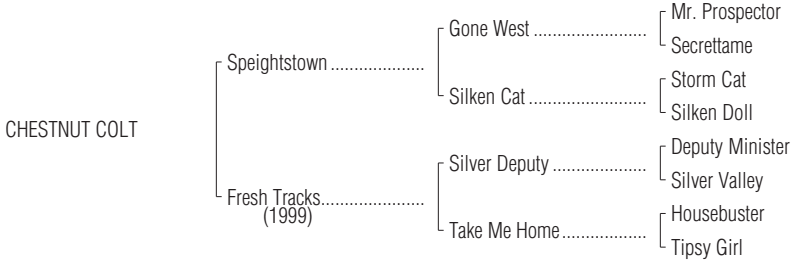 Mr. Prospector
Gone West ........................
Secrettame
Speightstown ....................
Storm Cat
Silken Cat .........................
Silken Doll
CHESTNUT COLT
Deputy Minister
Silver Deputy ....................
Silver Valley
Fresh Tracks......................
(1999)
Housebuster
Take Me Home..................
Tipsy Girl